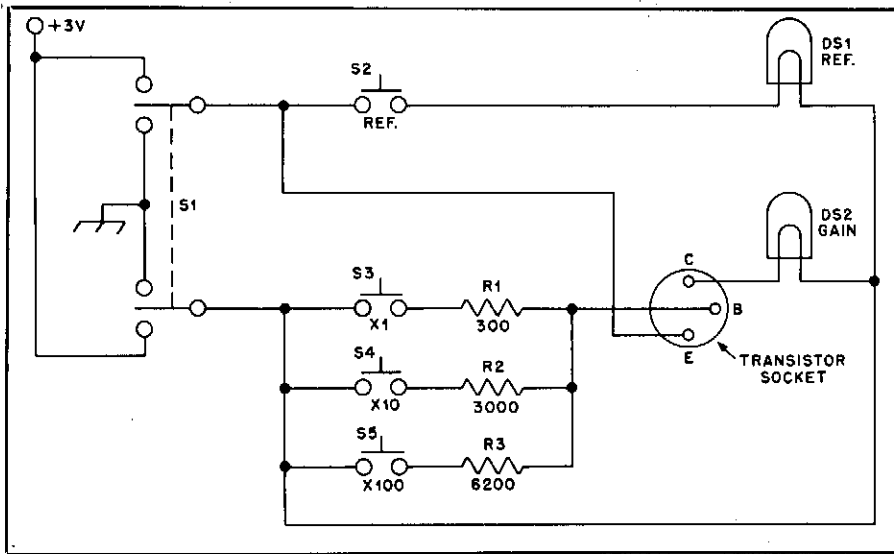 +3V
DS1
REF.
S2
REF.
S1
DS2
GAIN
S3
X1
R1
300
C
B
E
TRANSISTOR
SOCKET
S4
X10
R2
3000
S5
X100
R3
6200